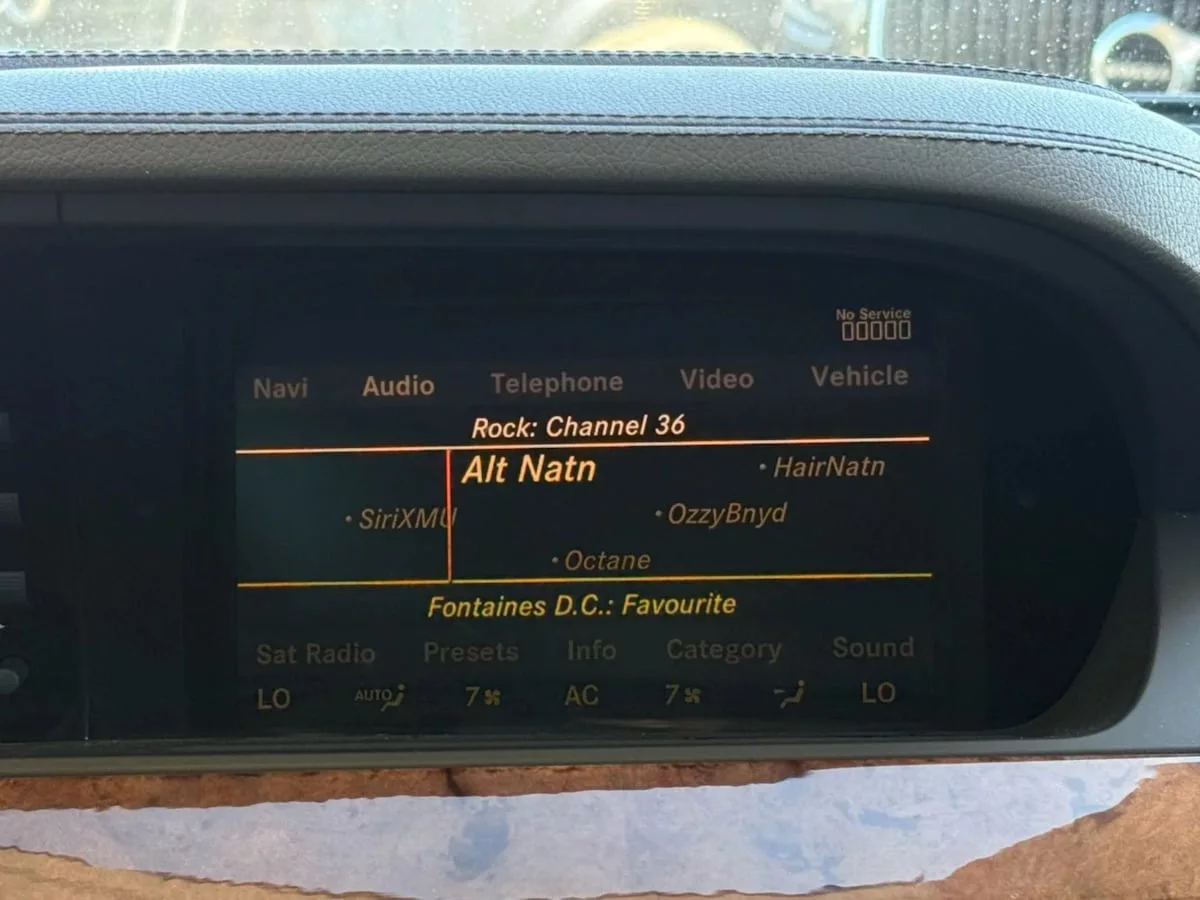 No Service
Navi Audio Telephone Video Vehicle
Rock: Channel 36
Alt Natn • HairNatn
• SiriXMU • OzzyBnyd
• Octane
Fontaines D.C.: Favourite
Sat Radio Presets Info Category Sound
LO AUTO 7 AC 7 LO